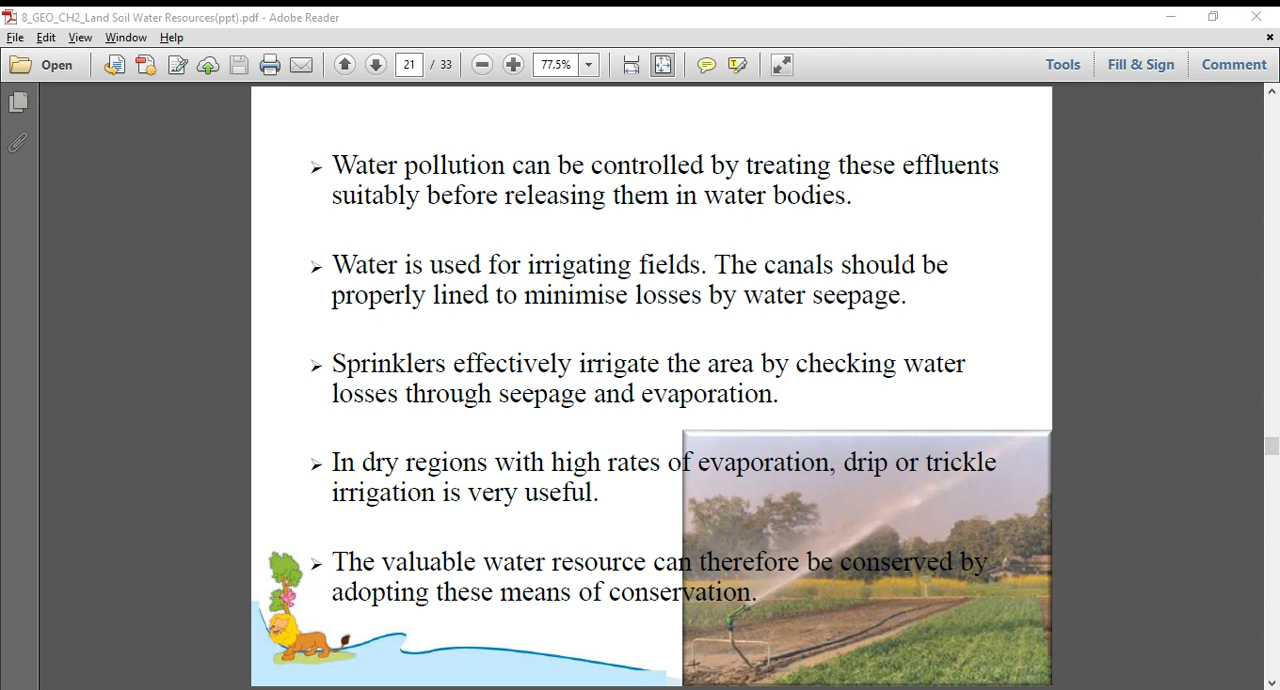 8_GEO_CH2_Land Soil Water Resources(ppt).pdf - Adobe Reader
File Edit View Window Help
Open 21 / 33 77.5% Tools Fill & Sign Comment
Water pollution can be controlled by treating these effluents
suitably before releasing them in water bodies.
Water is used for irrigating fields. The canals should be
properly lined to minimise losses by water seepage.
Sprinklers effectively irrigate the area by checking water
losses through seepage and evaporation.
In dry regions with high rates of evaporation, drip or trickle
irrigation is very useful.
The valuable water resource can therefore be conserved by
adopting these means of conservation.